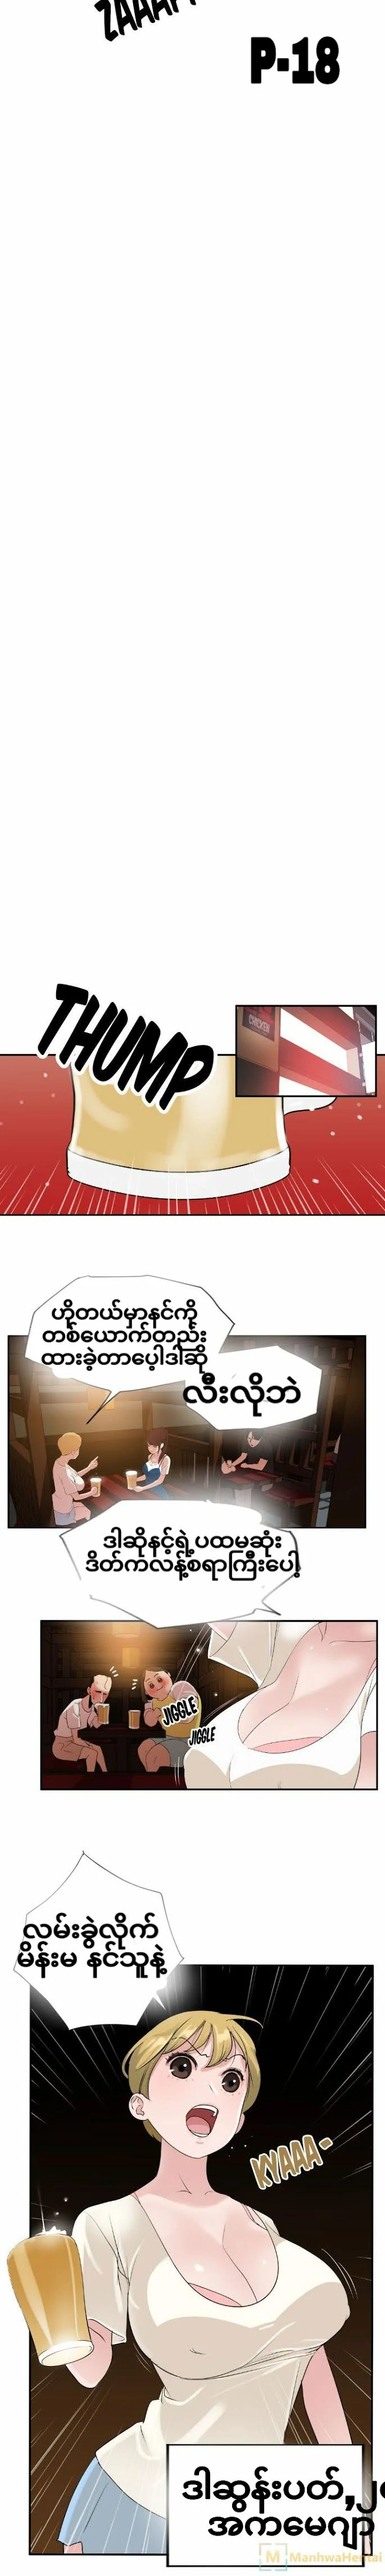 ZAAAA
P-18
CHICKEN
THUMP
ဟိုတယ်မှာနင်ကို
တစ်ယောက်တည်း
ထားခဲ့တာပေ့ါဒါဆို
လီးလိုဘဲ
ဒါဆိုနင့်ရဲ့ပထမဆုံး
ဒိတ်ကလန့်စရာကြီးပေါ့
JIGGLE
JIGGLE
လမ်းခွဲလိုက်
မိန်းမ နင်သူနဲ့
KYAAA-
ဒါဆွန်းပတ်,၂
အကမေဂျာ
ManhwaHentai